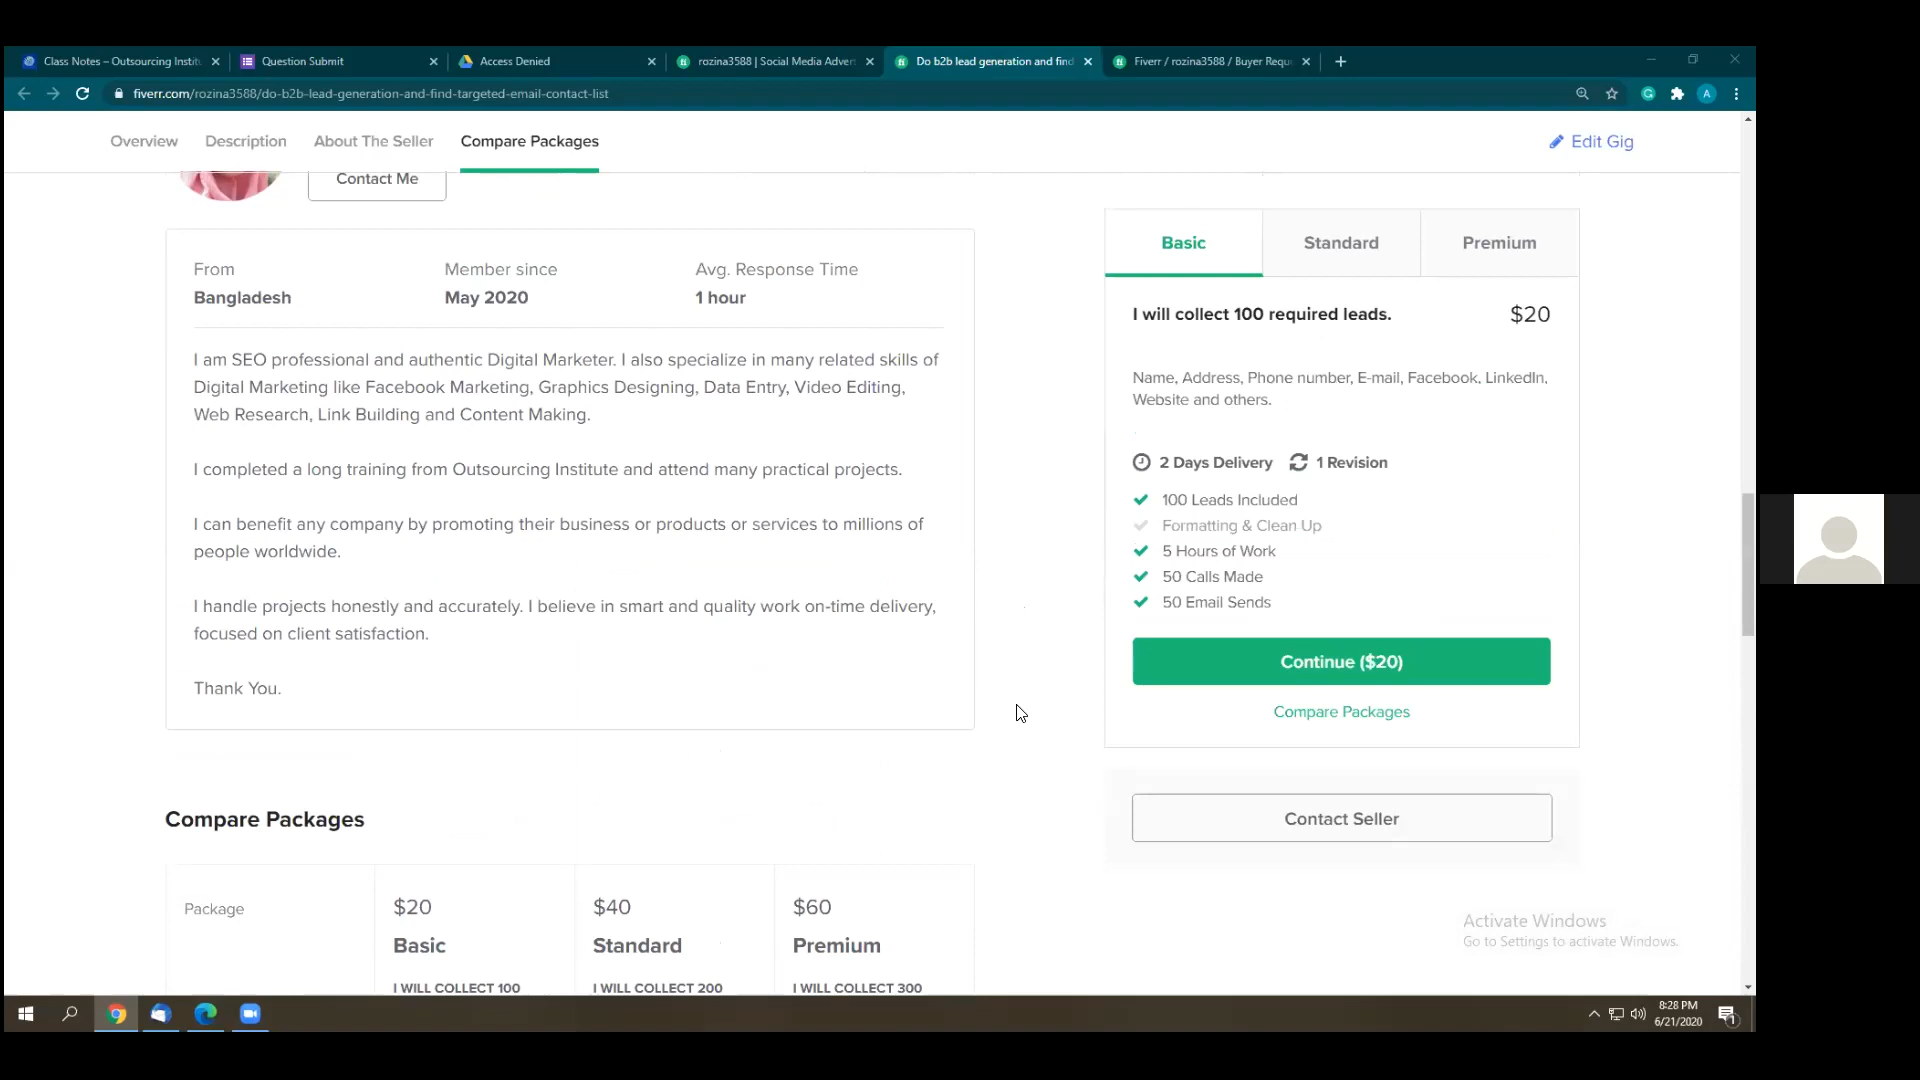 Class Notes – Outsourcing Instit
Question Submit
Access Denied
rozina3588 | Social Media Advert
Do b2b lead generation and find
Fiverr / rozina3588 / Buyer Requ
fiverr.com/rozina3588/do-b2b-lead-generation-and-find-targeted-email-contact-list
A
Overview
Description
About The Seller
Compare Packages
Edit Gig
Contact Me
From
Bangladesh
Member since
May 2020
Avg. Response Time
1 hour
I am SEO professional and authentic Digital Marketer. I also specialize in many related skills of
Digital Marketing like Facebook Marketing, Graphics Designing, Data Entry, Video Editing,
Web Research, Link Building and Content Making.
I completed a long training from Outsourcing Institute and attend many practical projects.
I can benefit any company by promoting their business or products or services to millions of
people worldwide.
I handle projects honestly and accurately. I believe in smart and quality work on-time delivery,
focused on client satisfaction.
Thank You.
Compare Packages
Package
$20
Basic
I WILL COLLECT 100
$40
Standard
I WILL COLLECT 200
$60
Premium
I WILL COLLECT 300
Basic
Standard
Premium
I will collect 100 required leads.
$20
Name, Address, Phone number, E-mail, Facebook, LinkedIn,
Website and others.
2 Days Delivery
1 Revision
100 Leads Included
Formatting & Clean Up
5 Hours of Work
50 Calls Made
50 Email Sends
Continue ($20)
Compare Packages
Contact Seller
Activate Windows
Go to Settings to activate Windows.
8:28 PM
6/21/2020
1